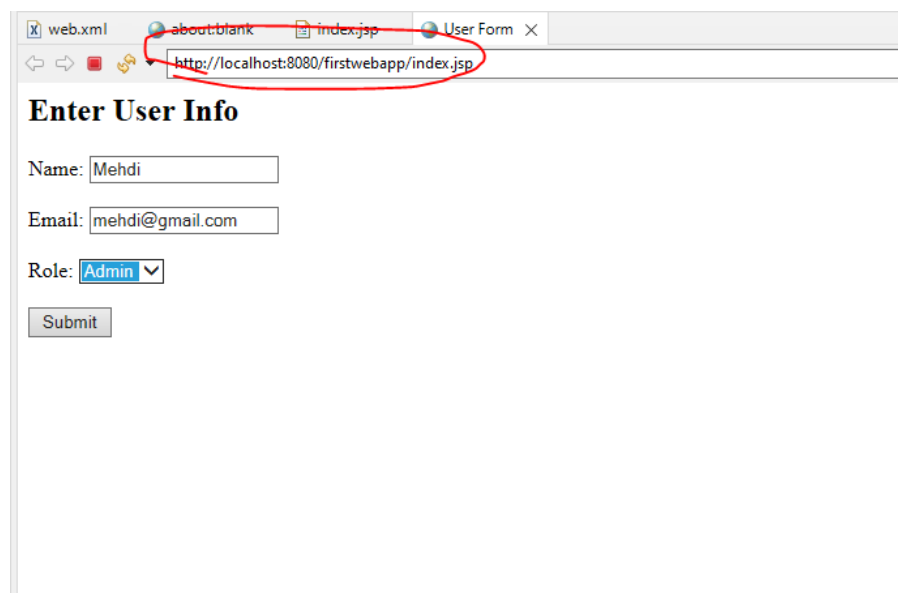 web.xml about:blank index.jsp User Form
http://localhost:8080/firstwebapp/index.jsp
Enter User Info
Name: Mehdi
Email: mehdi@gmail.com
Role: Admin
Submit